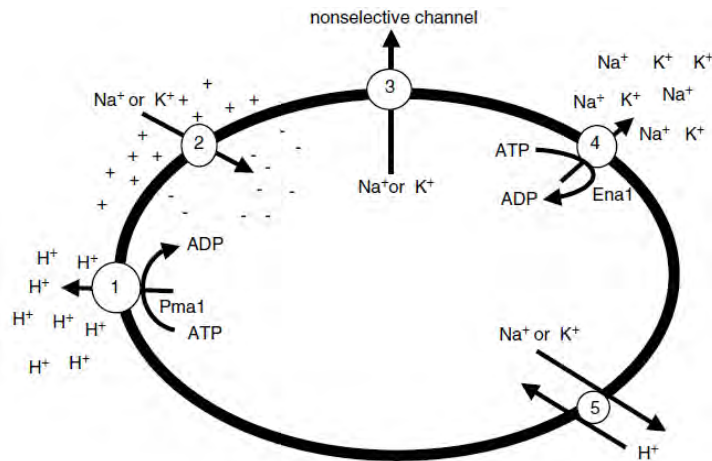 nonselective channel
3
Na+ K+ K+
Na+ K+ Na+
Na+ K+
Na+ or K+
+ + + + + + + + + + +
2
- - - - - - - - - - -
Na+or K+
4
ATP
ADP
Ena1
H+ H+
H+
H+ H+ H+
H+ H+
1
ADP
Pma1
ATP
Na+ or K+
5
H+